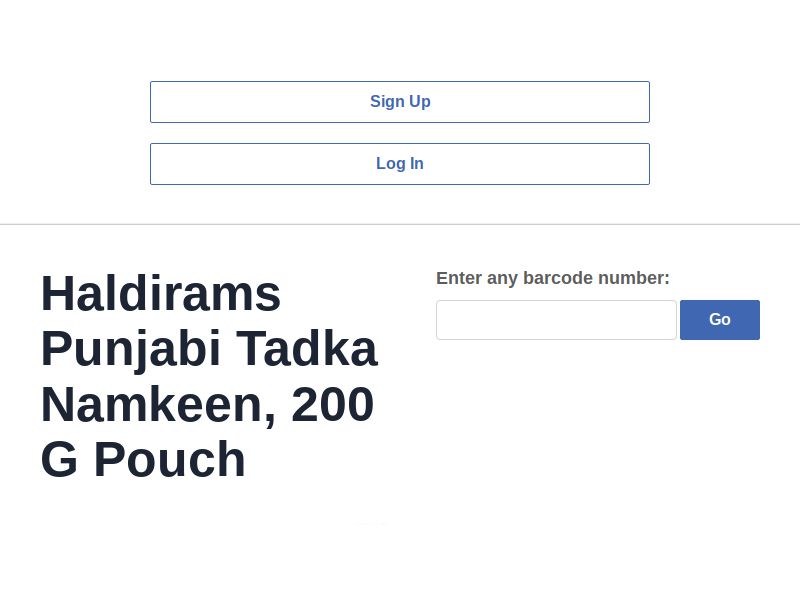 Sign Up
Log In
Haldirams
Punjabi Tadka
Namkeen, 200
G Pouch
Enter any barcode number:
Go